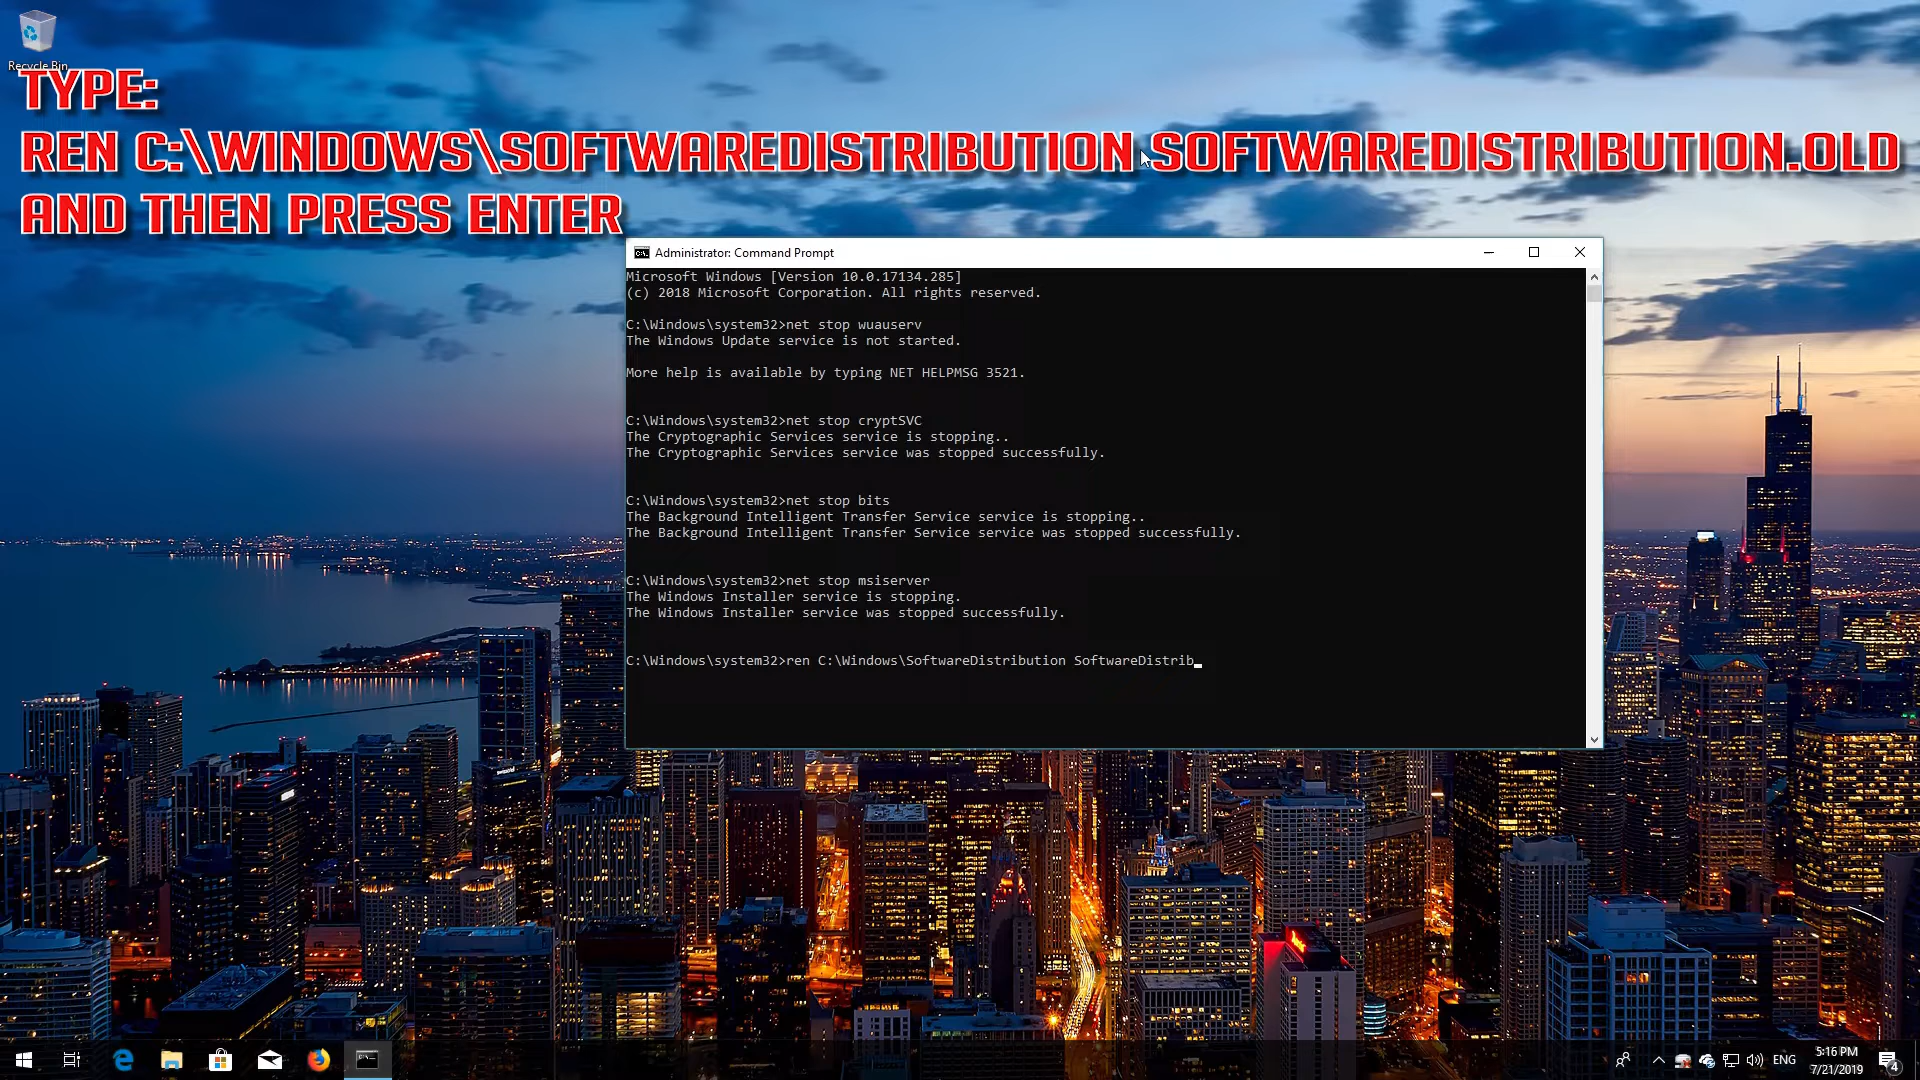 Recycle Bin
TYPE:
REN C:\WINDOWS\SOFTWAREDISTRIBUTION SOFTWAREDISTRIBUTION.OLD
AND THEN PRESS ENTER
Administrator: Command Prompt
Microsoft Windows [Version 10.0.17134.285]
(c) 2018 Microsoft Corporation. All rights reserved.
C:\Windows\system32>net stop wuauserv
The Windows Update service is not started.
More help is available by typing NET HELPMSG 3521.
C:\Windows\system32>net stop cryptSVC
The Cryptographic Services service is stopping..
The Cryptographic Services service was stopped successfully.
C:\Windows\system32>net stop bits
The Background Intelligent Transfer Service service is stopping..
The Background Intelligent Transfer Service service was stopped successfully.
C:\Windows\system32>net stop msiserver
The Windows Installer service is stopping.
The Windows Installer service was stopped successfully.
C:\Windows\system32>ren C:\Windows\SoftwareDistribution SoftwareDistrib_
ENG
5:16 PM
7/21/2019
4